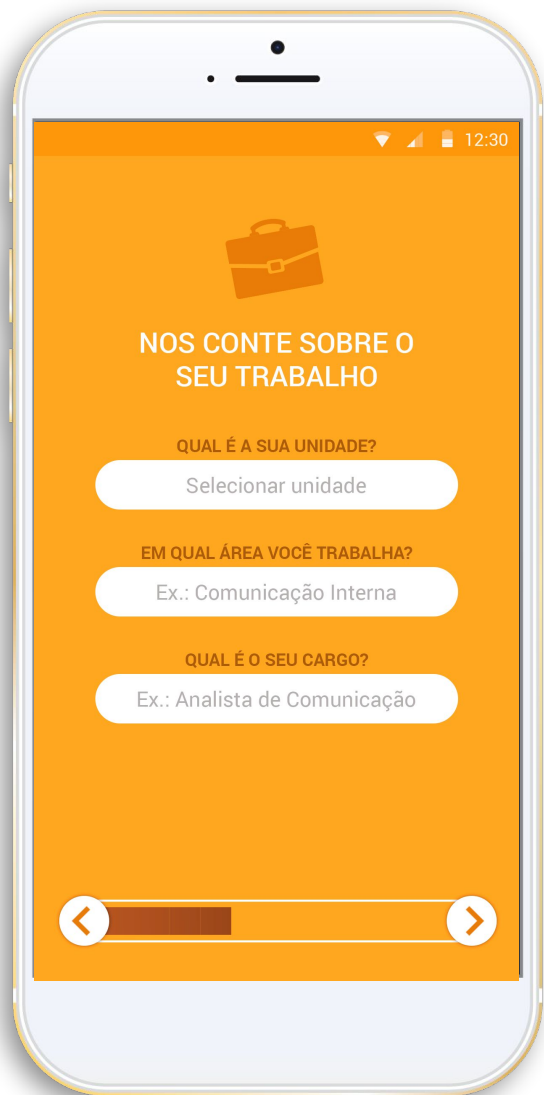 12:30
NOS CONTE SOBRE O
SEU TRABALHO
QUAL É A SUA UNIDADE?
Selecionar unidade
EM QUAL ÁREA VOCÊ TRABALHA?
Ex.: Comunicação Interna
QUAL É O SEU CARGO?
Ex.: Analista de Comunicação